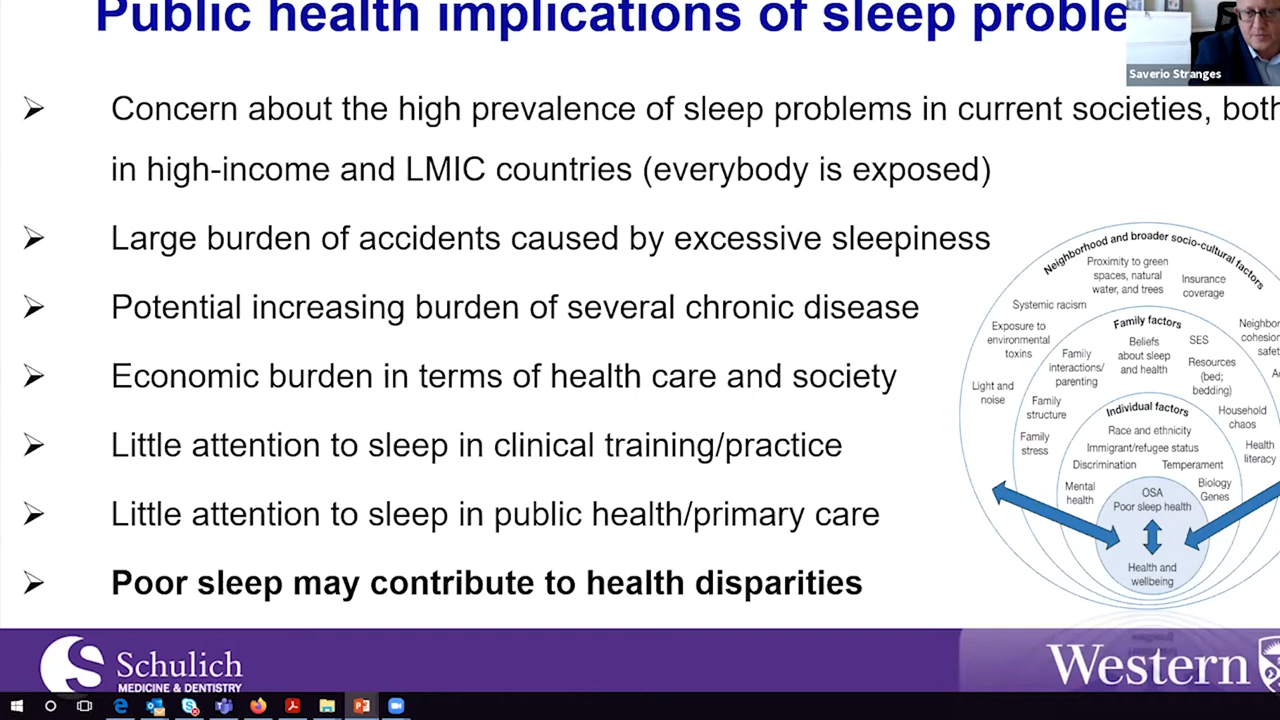 Public health implications of sleep proble
Saverio Stranges
➢ Concern about the high prevalence of sleep problems in current societies, both
in high-income and LMIC countries (everybody is exposed)
➢ Large burden of accidents caused by excessive sleepiness
➢ Potential increasing burden of several chronic disease
➢ Economic burden in terms of health care and society
➢ Little attention to sleep in clinical training/practice
➢ Little attention to sleep in public health/primary care
➢ Poor sleep may contribute to health disparities
Neighborhood and broader socio-cultural factors
Proximity to green
spaces, natural
water, and trees
Insurance
coverage
Systemic racism
Exposure to
environmental
toxins
Light and
noise
Neighbor
cohesion
safet
Family factors
Beliefs
about sleep
and health
SES
Resources
(bed;
bedding)
Family
interactions/
parenting
Family
structure
Family
stress
Household
chaos
Health
literacy
Individual factors
Race and ethnicity
Immigrant/refugee status
Discrimination
Temperament
Mental
health
Biology
Genes
OSA
Poor sleep health
Health and
wellbeing
Schulich
MEDICINE & DENTISTRY
Western